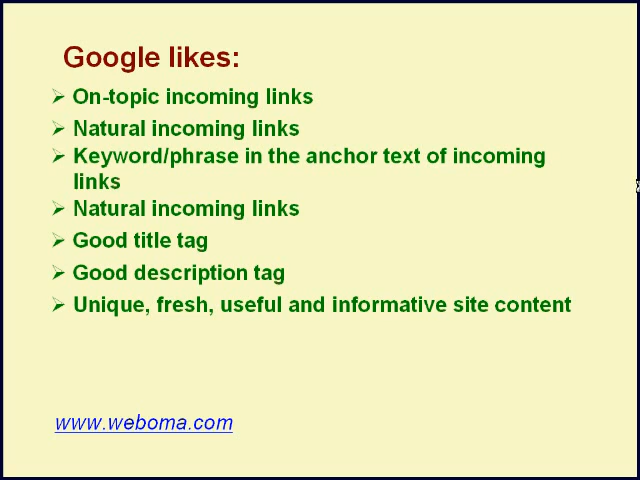 Google likes:
On-topic incoming links
Natural incoming links
Keyword/phrase in the anchor text of incoming
links
Natural incoming links
Good title tag
Good description tag
Unique, fresh, useful and informative site content
www.weboma.com